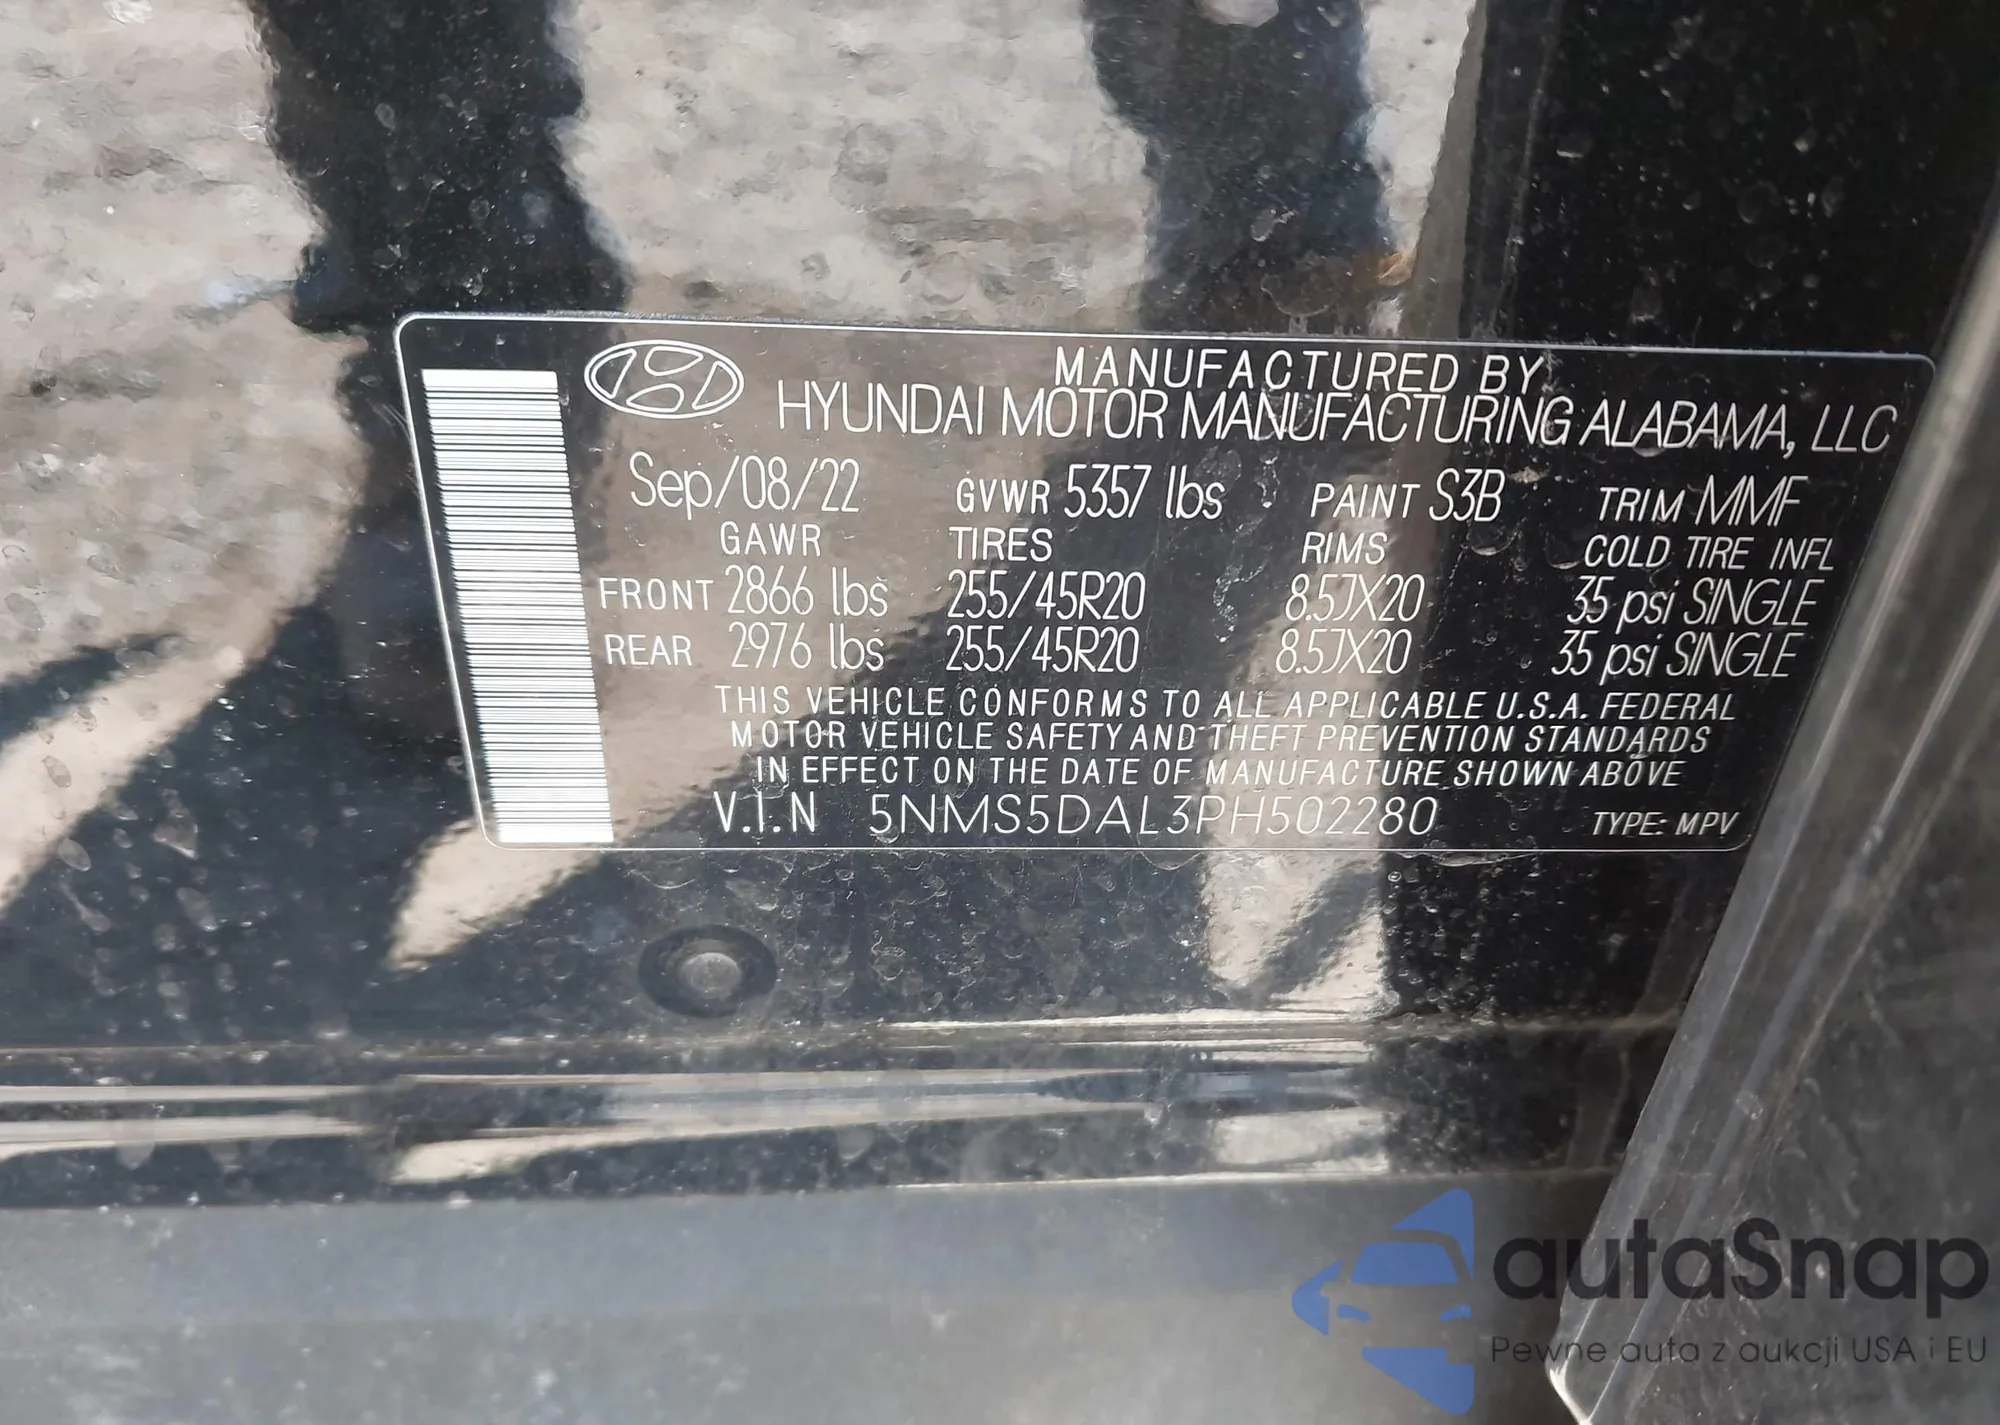 MANUFACTURED BY
HYUNDAI MOTOR MANUFACTURING ALABAMA, LLC
Sep/08/22 GVWR 5357 lbs PAINT S3B TRIM MMF
GAWR TIRES RIMS COLD TIRE INFL
FRONT 2866 lbs 255/45R20 8.5JX20 35 psi SINGLE
REAR 2976 lbs 255/45R20 8.5JX20 35 psi SINGLE
THIS VEHICLE CONFORMS TO ALL APPLICABLE U.S.A. FEDERAL
MOTOR VEHICLE SAFETY AND THEFT PREVENTION STANDARDS
IN EFFECT ON THE DATE OF MANUFACTURE SHOWN ABOVE
V.I.N 5NMS5DAL3PH502280 TYPE: MPV
autaSnap
Pewne auta z aukcji USA i EU